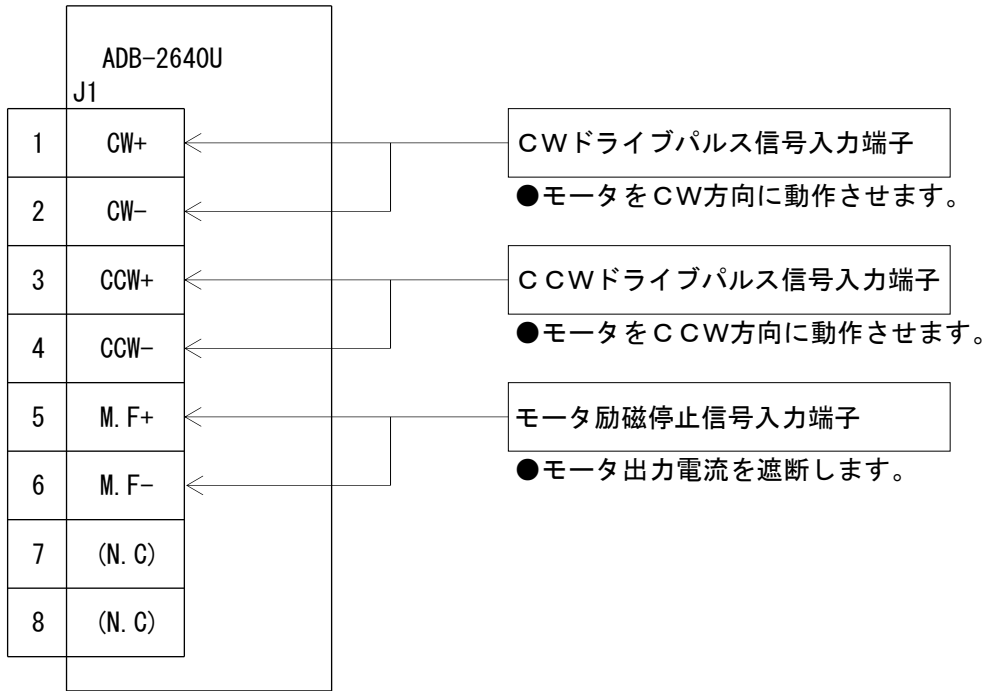 ADB-2640U
J1
1 CW+
CWドライブパルス信号入力端子
2 CW-
●モータをCW方向に動作させます。
3 CCW+
CCWドライブパルス信号入力端子
4 CCW-
●モータをCCW方向に動作させます。
5 M.F+
モータ励磁停止信号入力端子
6 M.F-
●モータ出力電流を遮断します。
7 (N.C)
8 (N.C)